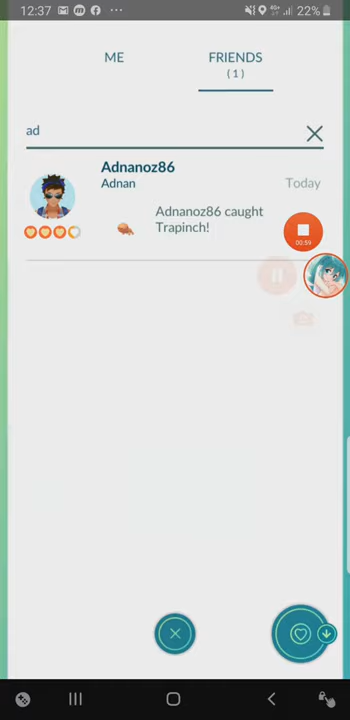 12:37 22%
ME FRIENDS
(1)
ad
Adnanoz86
Adnan Today
Adnanoz86 caught
Trapinch!
00:59